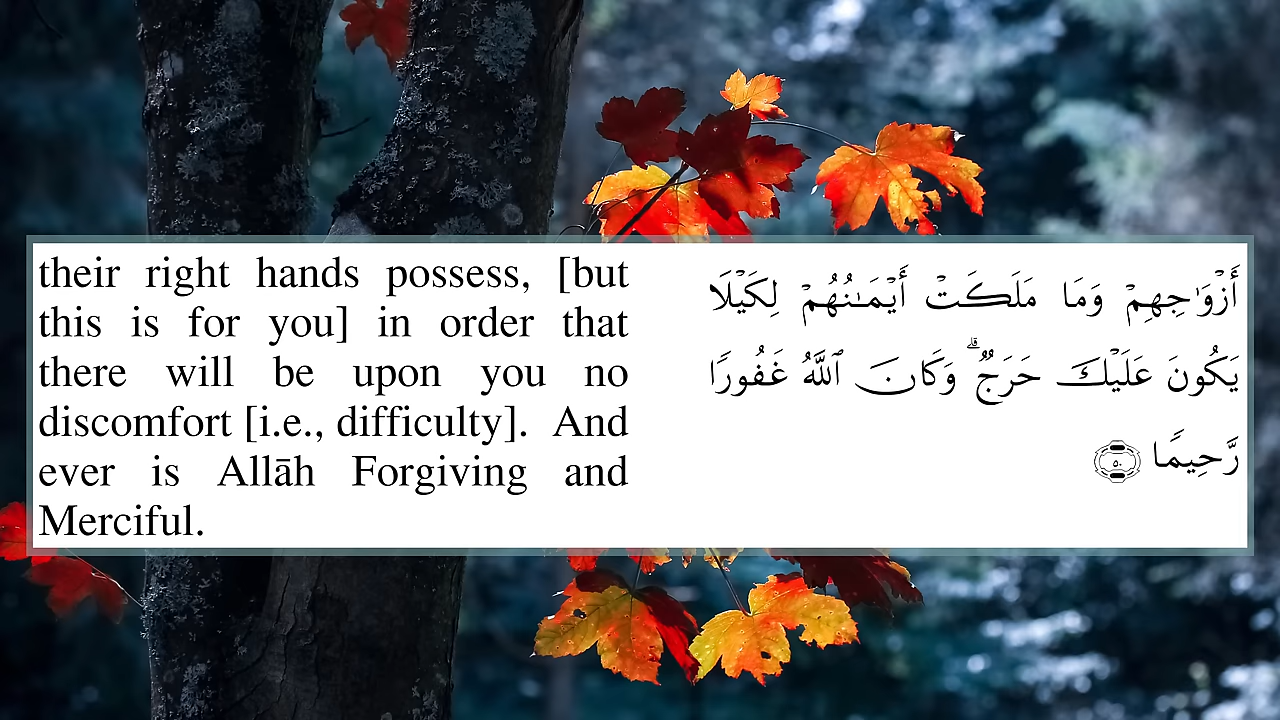 their right hands possess, [but
this is for you] in order that
there will be upon you no
discomfort [i.e., difficulty]. And
ever is Allāh Forgiving and
Merciful.
أَزْوَٰجِهِمْ وَمَا مَلَكَتْ أَيْمَـٰنُهُمْ لِكَيْلَا
يَكُونَ عَلَيْكَ حَرَجٌۭ ۗ وَكَانَ ٱللَّهُ غَفُورًۭا
رَّحِيمًۭا ۝٥٠